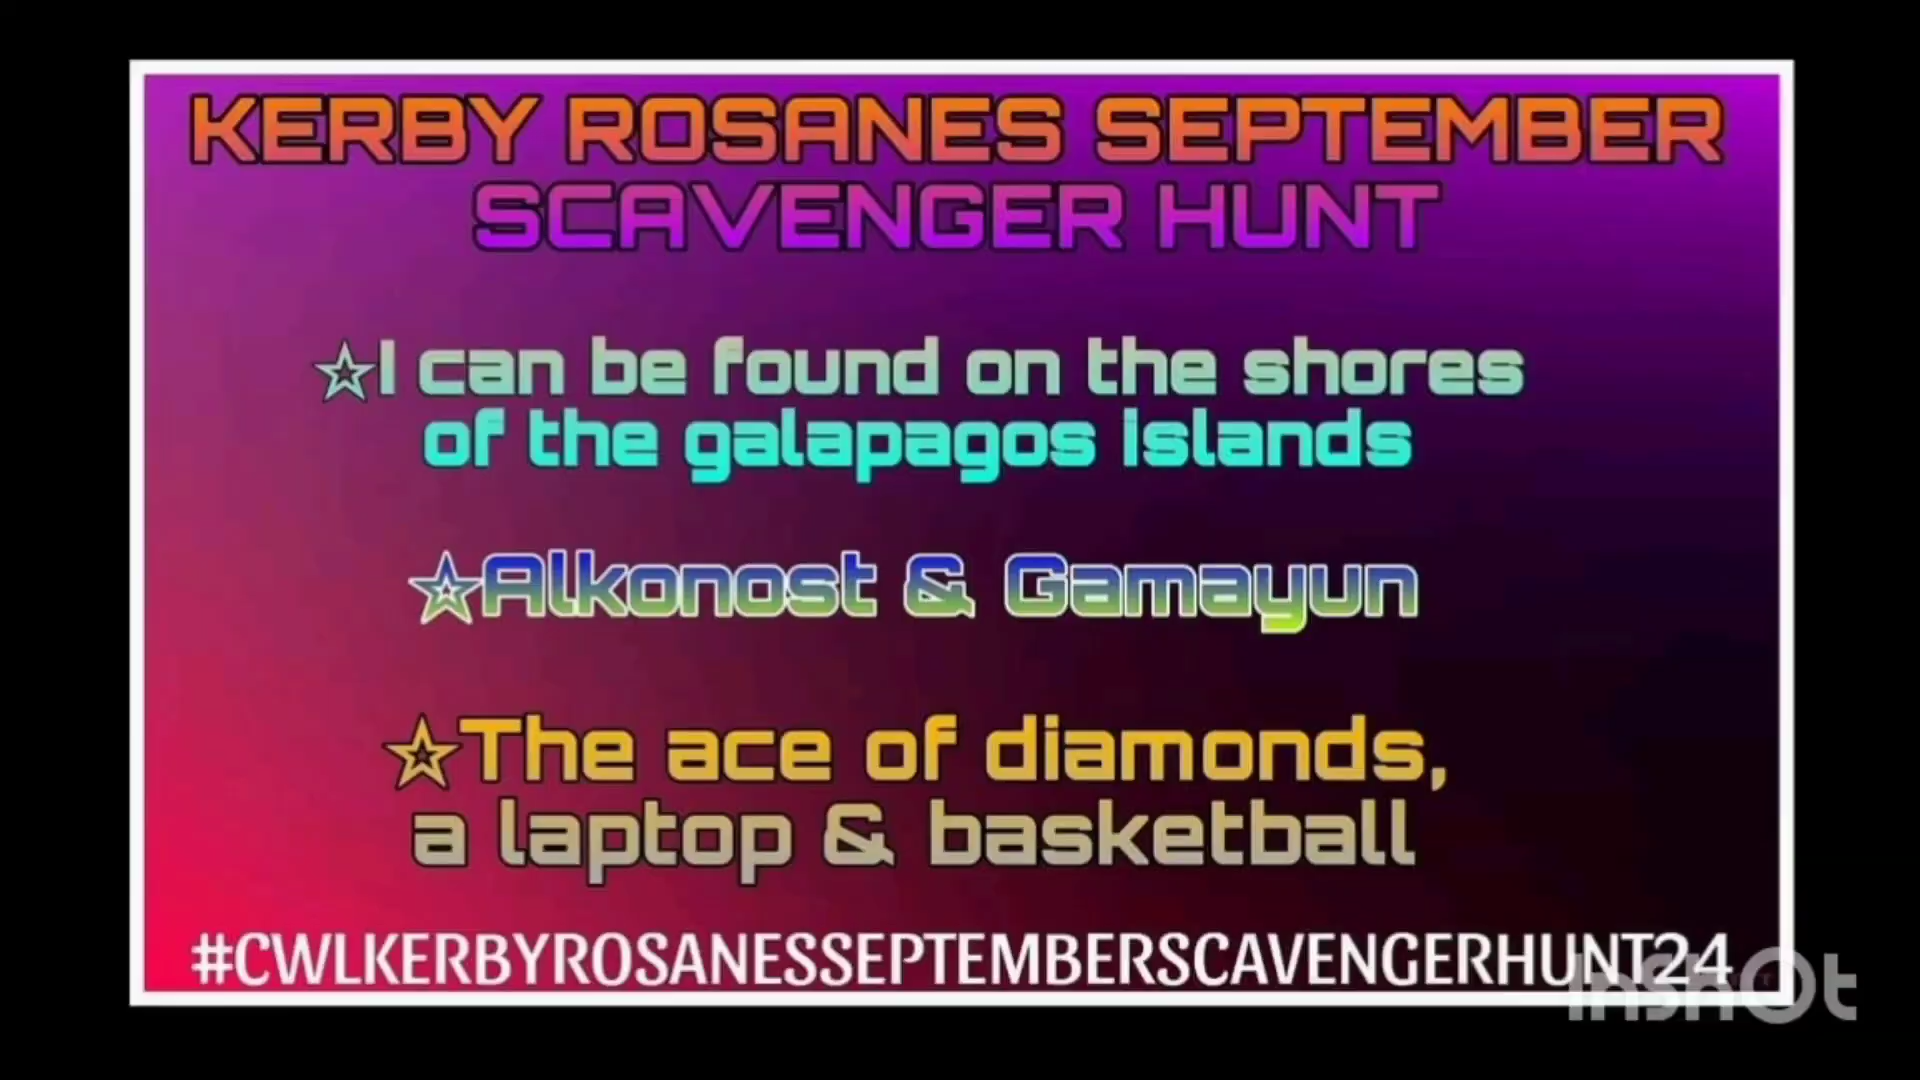 KERBY ROSANES SEPTEMBER
SCAVENGER HUNT
☆I can be found on the shores
of the galapagos islands
☆Alkonost & Gamayun
☆The ace of diamonds,
a laptop & basketball
#CWLKERBYROSANESSEPTEMBERSCAVENGERHUNT24
InShOt